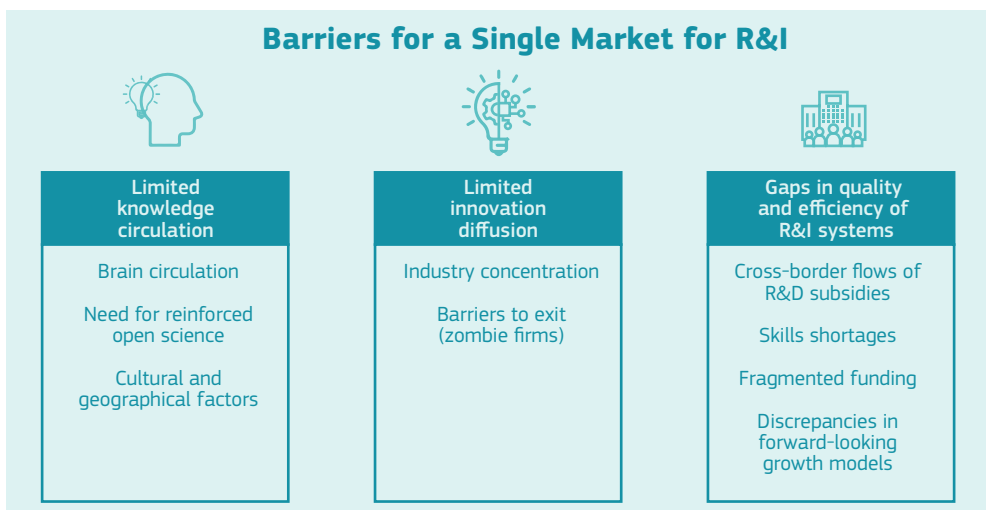 Barriers for a Single Market for R&I
Limited
knowledge
circulation
Brain circulation
Need for reinforced
open science
Cultural and
geographical factors
Limited
innovation
diffusion
Industry concentration
Barriers to exit
(zombie firms)
Gaps in quality
and efficiency of
R&I systems
Cross-border flows of
R&D subsidies
Skills shortages
Fragmented funding
Discrepancies in
forward-looking
growth models